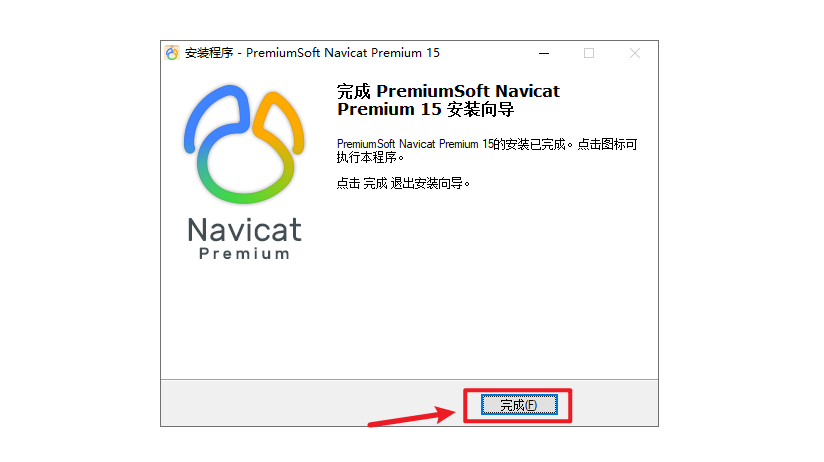 安装程序 - PremiumSoft Navicat Premium 15
完成 PremiumSoft Navicat
Premium 15 安装向导
PremiumSoft Navicat Premium 15的安装已完成。点击图标可
执行本程序。
点击 完成 退出安装向导。
Navicat
Premium
完成(F)